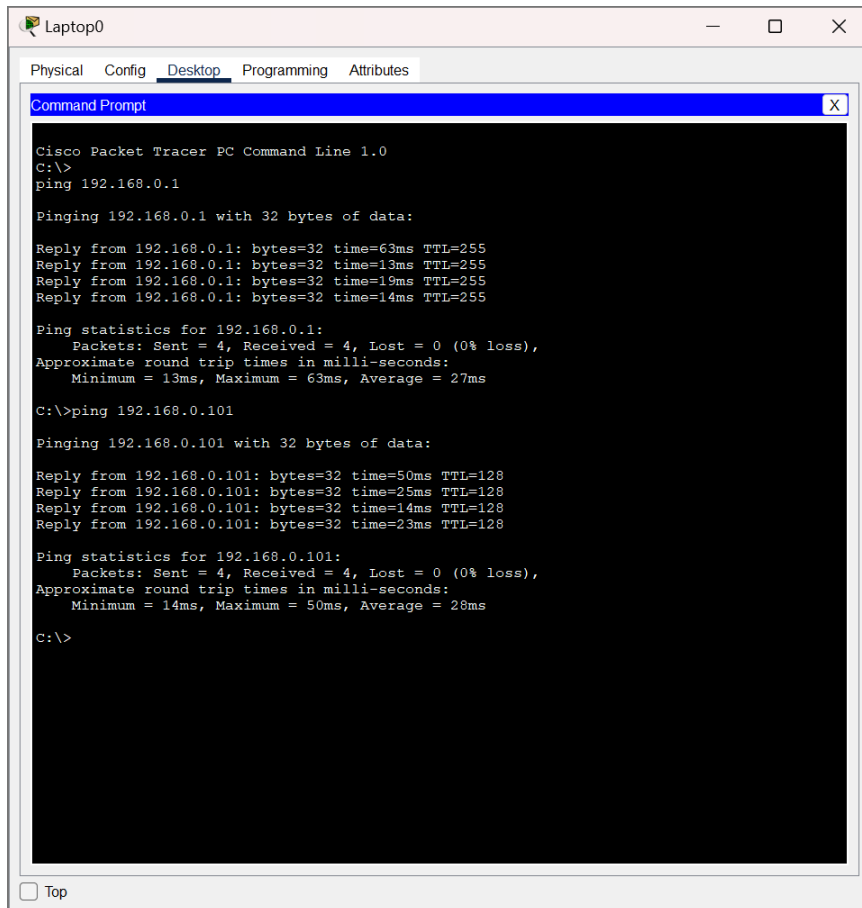 Laptop0
Physical Config Desktop Programming Attributes
Command Prompt X
Cisco Packet Tracer PC Command Line 1.0
C:\>
ping 192.168.0.1
Pinging 192.168.0.1 with 32 bytes of data:
Reply from 192.168.0.1: bytes=32 time=63ms TTL=255
Reply from 192.168.0.1: bytes=32 time=13ms TTL=255
Reply from 192.168.0.1: bytes=32 time=19ms TTL=255
Reply from 192.168.0.1: bytes=32 time=14ms TTL=255
Ping statistics for 192.168.0.1:
Packets: Sent = 4, Received = 4, Lost = 0 (0% loss),
Approximate round trip times in milli-seconds:
Minimum = 13ms, Maximum = 63ms, Average = 27ms
C:\>ping 192.168.0.101
Pinging 192.168.0.101 with 32 bytes of data:
Reply from 192.168.0.101: bytes=32 time=50ms TTL=128
Reply from 192.168.0.101: bytes=32 time=25ms TTL=128
Reply from 192.168.0.101: bytes=32 time=14ms TTL=128
Reply from 192.168.0.101: bytes=32 time=23ms TTL=128
Ping statistics for 192.168.0.101:
Packets: Sent = 4, Received = 4, Lost = 0 (0% loss),
Approximate round trip times in milli-seconds:
Minimum = 14ms, Maximum = 50ms, Average = 28ms
C:\>
Top